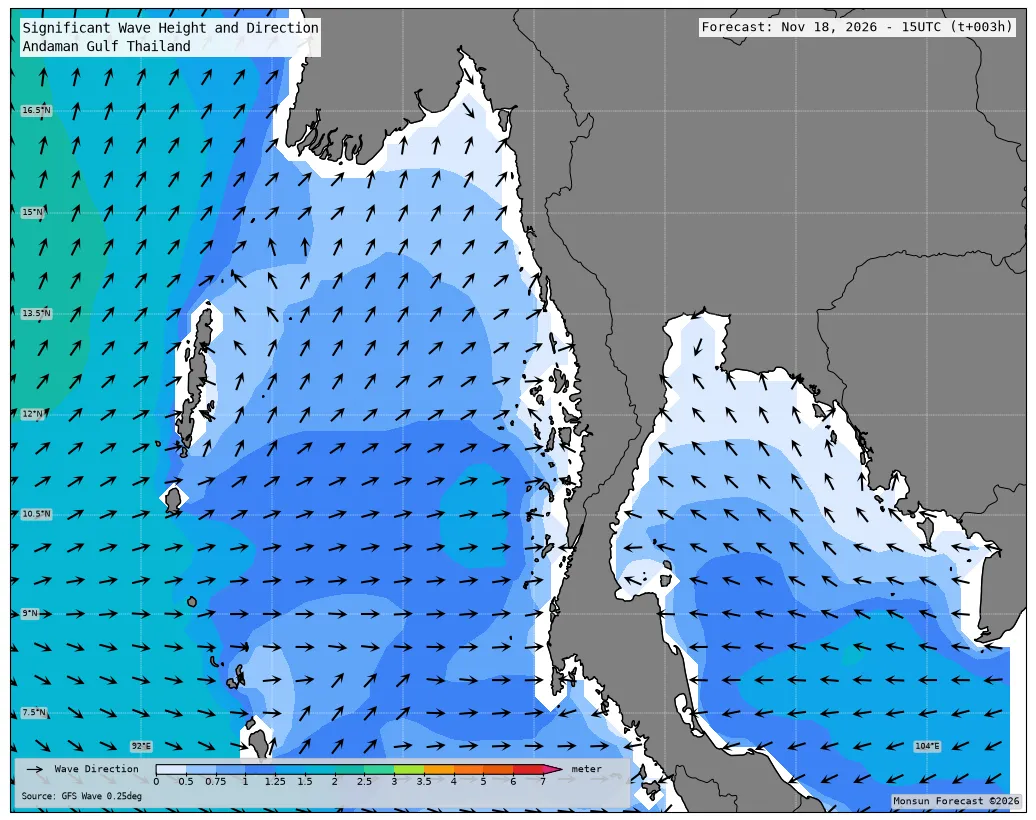 Significant Wave Height and Direction
Andaman Gulf Thailand
Forecast: Nov 18, 2026 - 15UTC (t+003h)
16.5°N
15°N
13.5°N
12°N
10.5°N
9°N
7.5°N
92°E
104°E
Wave Direction
meter
0.5 0.75 1 1.25 1.5 2 2.5 3 3.5 4 5 6 7
Source: GFS Wave 0.25deg
Monsun Forecast ©2026